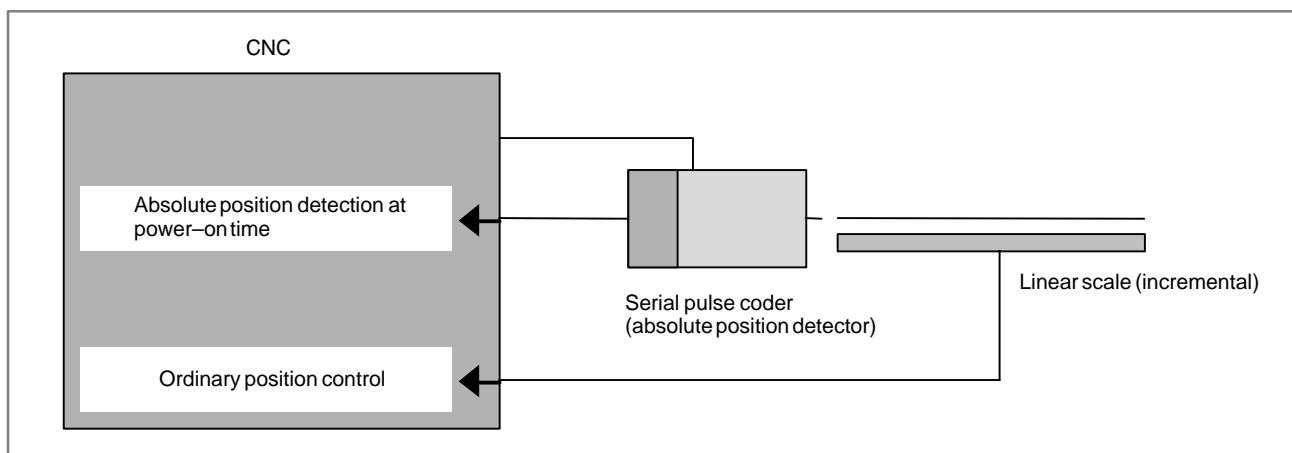 CNC
Absolute position detection at
power–on time
Serial pulse coder
(absolute position detector)
Linear scale (incremental)
Ordinary position control